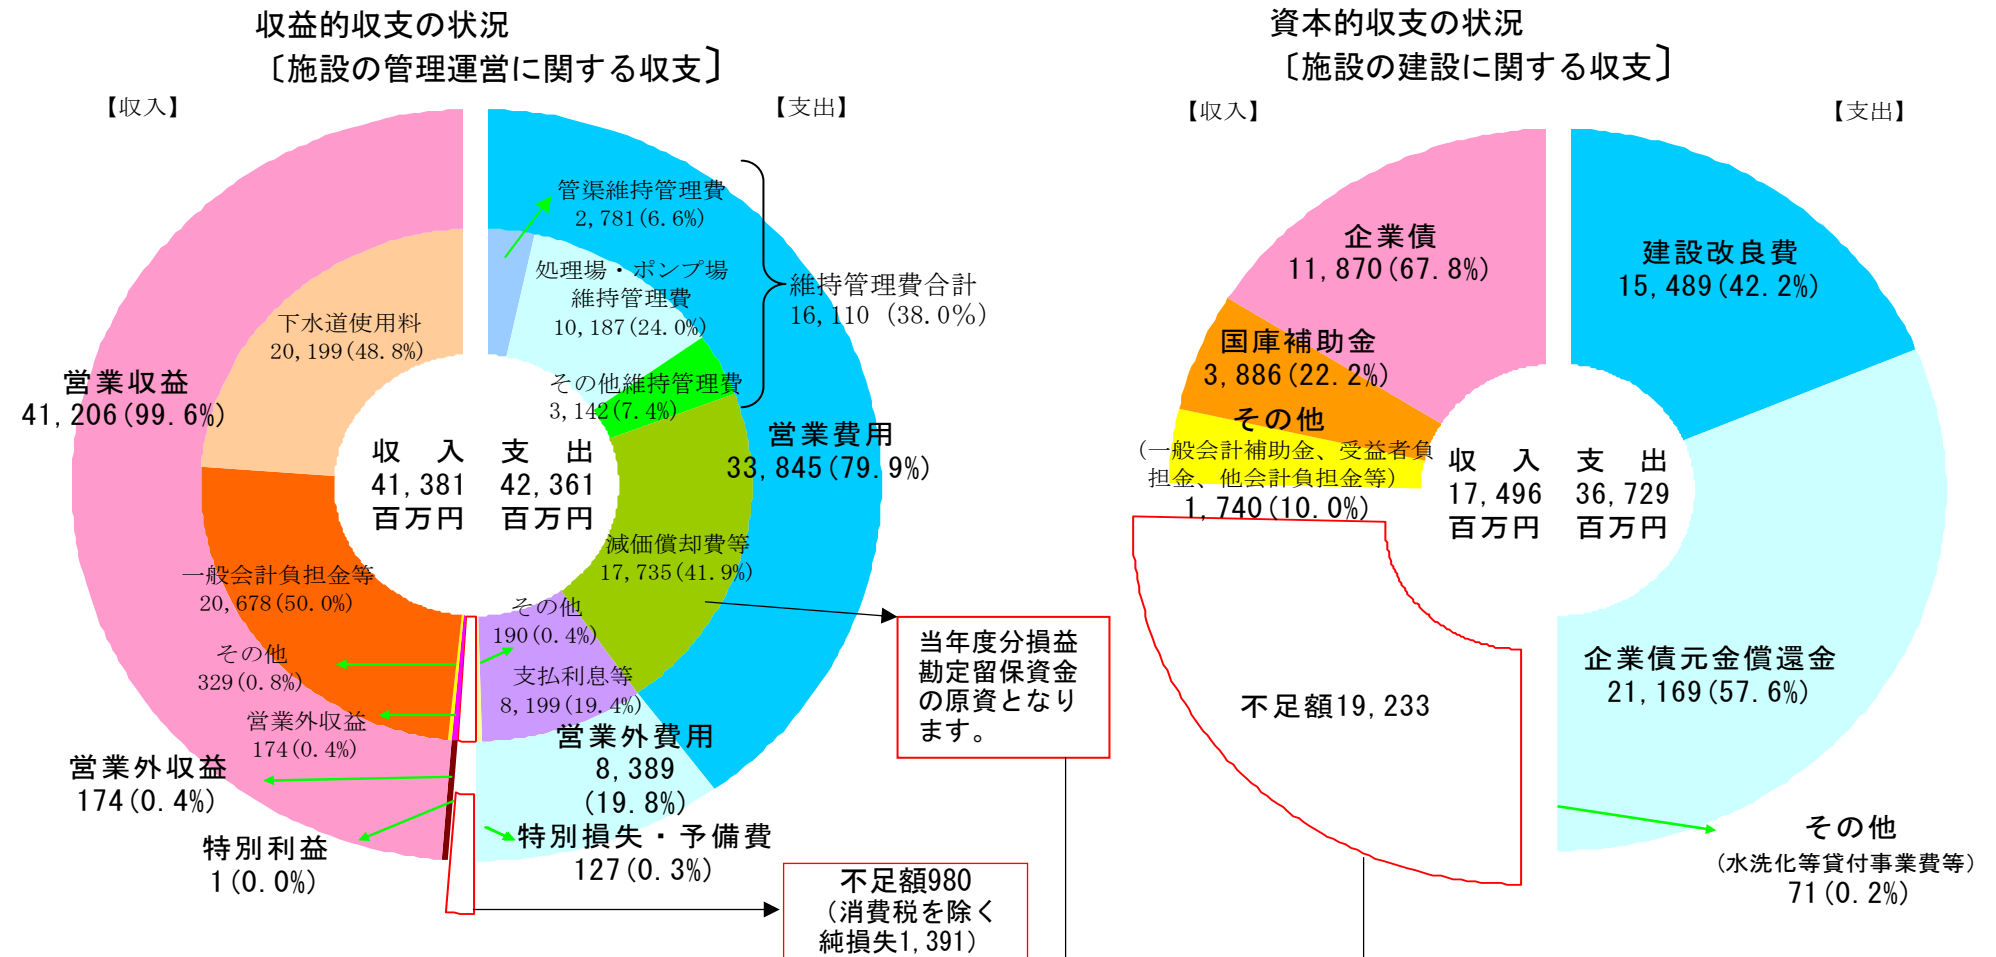 収益的収支の状況
〔施設の管理運営に関する収支〕
【収入】
【支出】
管渠維持管理費
2,781(6.6%)
処理場・ポンプ場
維持管理費
10,187(24.0%)
維持管理費合計
16,110 (38.0%)
その他維持管理費
3,142(7.4%)
下水道使用料
20,199(48.8%)
営業収益
41,206(99.6%)
営業費用
33,845(79.9%)
収 入
41,381
百万円
支 出
42,361
百万円
減価償却費等
17,735(41.9%)
一般会計負担金等
20,678(50.0%)
その他
190(0.4%)
その他
329(0.8%)
支払利息等
8,199(19.4%)
営業外収益
174(0.4%)
営業外費用
8,389
(19.8%)
営業外収益
174(0.4%)
特別損失・予備費
127(0.3%)
特別利益
1(0.0%)
当年度分損益
勘定留保資金
の原資となり
ます。
不足額980
(消費税を除く
純損失1,391)
資本的収支の状況
〔施設の建設に関する収支〕
【収入】
【支出】
企業債
11,870(67.8%)
建設改良費
15,489(42.2%)
国庫補助金
3,886(22.2%)
その他
(一般会計補助金、受益者負
担金、他会計負担金等)
1,740(10.0%)
収 入
17,496
百万円
支 出
36,729
百万円
企業債元金償還金
21,169(57.6%)
不足額19,233
その他
(水洗化等貸付事業費等)
71(0.2%)